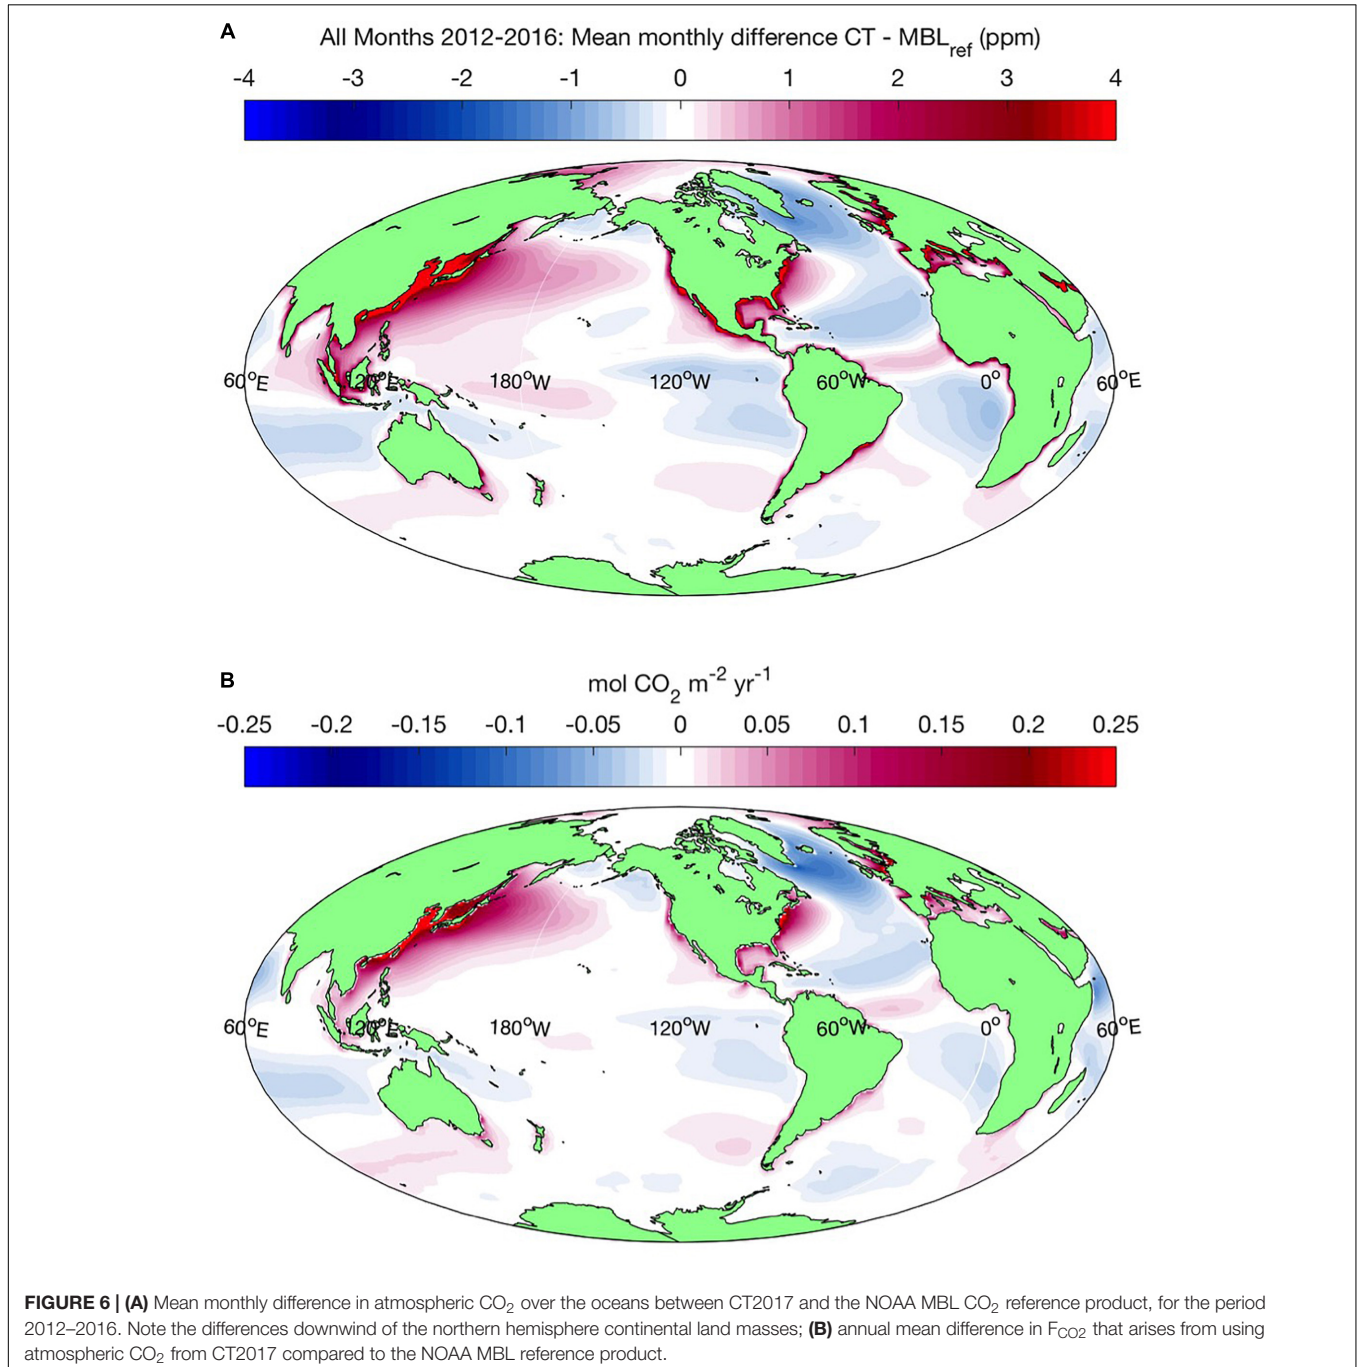 A
All Months 2012-2016: Mean monthly difference CT - MBLref (ppm)
-4 -3 -2 -1 0 1 2 3 4
60°E 120°E 180°W 120°W 60°W 0° 60°E
B
mol CO2 m-2 yr-1
-0.25 -0.2 -0.15 -0.1 -0.05 0 0.05 0.1 0.15 0.2 0.25
60°E 120°E 180°W 120°W 60°W 0° 60°E
FIGURE 6 | (A) Mean monthly difference in atmospheric CO2 over the oceans between CT2017 and the NOAA MBL CO2 reference product, for the period
2012–2016. Note the differences downwind of the northern hemisphere continental land masses; (B) annual mean difference in FCO2 that arises from using
atmospheric CO2 from CT2017 compared to the NOAA MBL reference product.